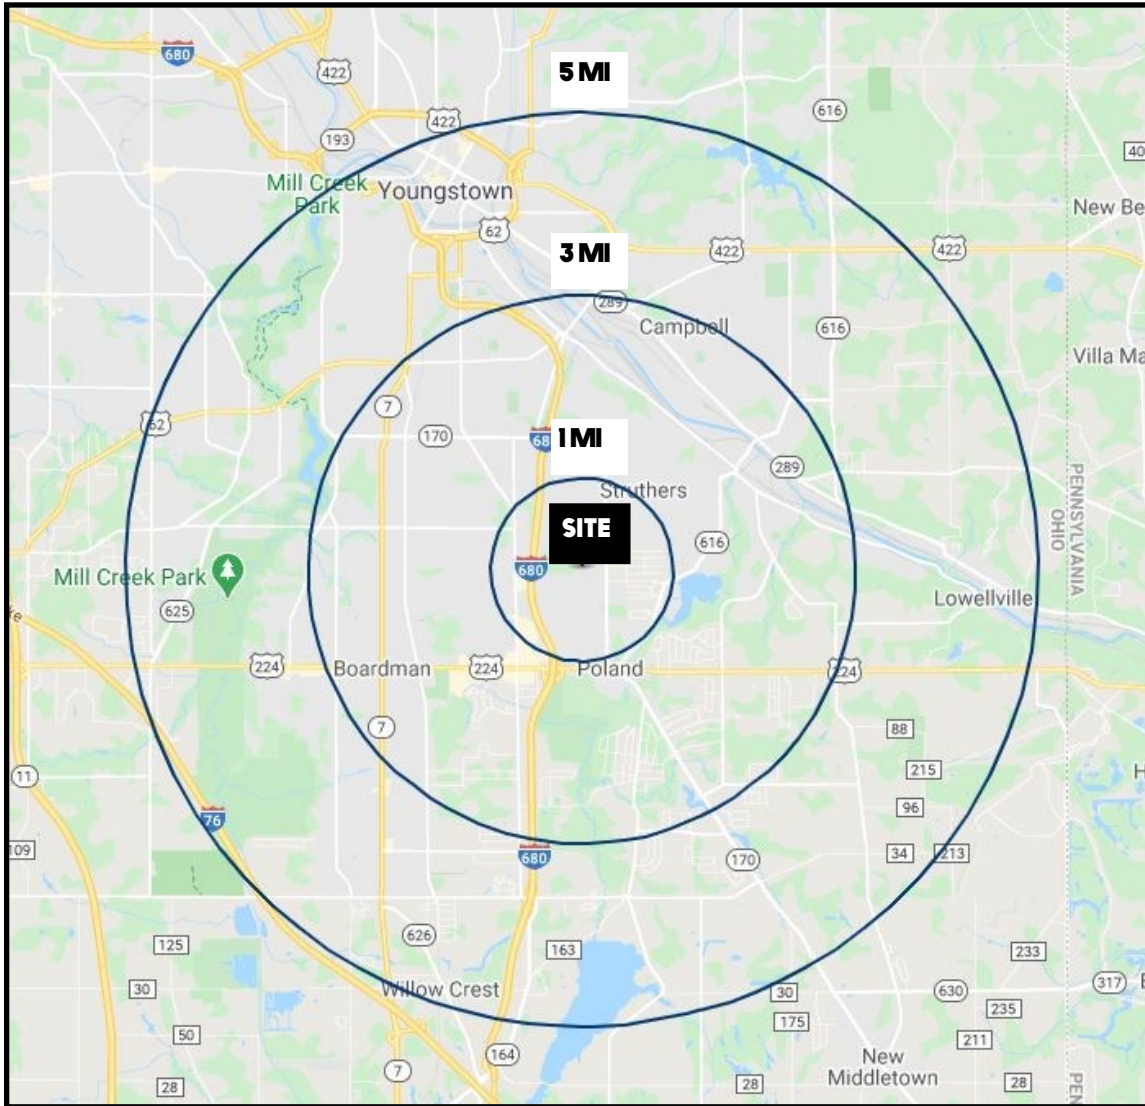 680
422
5 MI
616
193
422
40
Mill Creek
Park
Youngstown
62
New Be
3 MI
422
422
289
Campbell
616
Villa Ma
7
62
170
1 MI
68
289
Struthers
PENNSYLVANIA
OHIO
SITE
616
680
Mill Creek Park
625
Lowellville
ke
224
Boardman
224
Poland
224
7
88
11
215
H
76
96
109
680
170
34
213
626
125
163
233
30
Willow Crest
30
630
317
E
50
175
235
211
164
7
New
Middletown
28
28
28
PEN